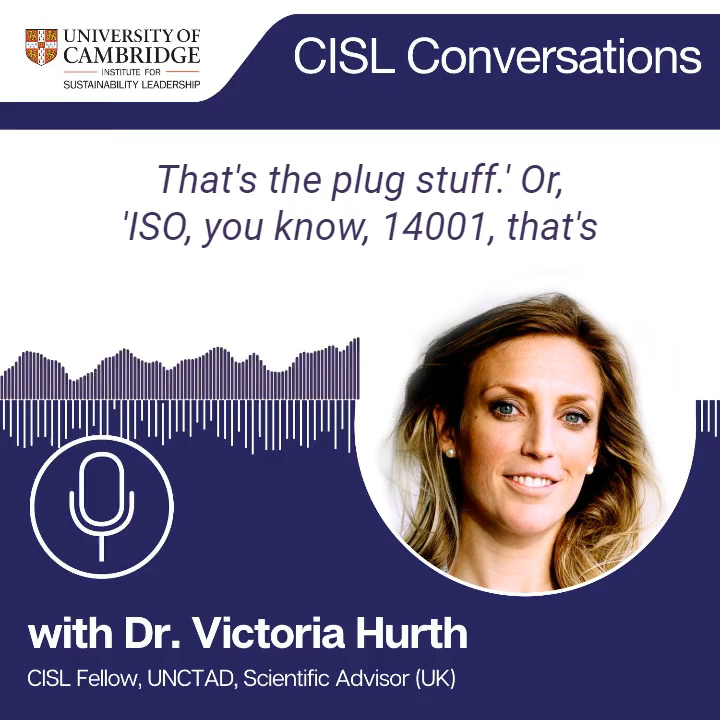 UNIVERSITY OF
CAMBRIDGE
INSTITUTE FOR
SUSTAINABILITY LEADERSHIP
CISL Conversations
That's the plug stuff.' Or,
'ISO, you know, 14001, that's
with Dr. Victoria Hurth
CISL Fellow, UNCTAD, Scientific Advisor (UK)